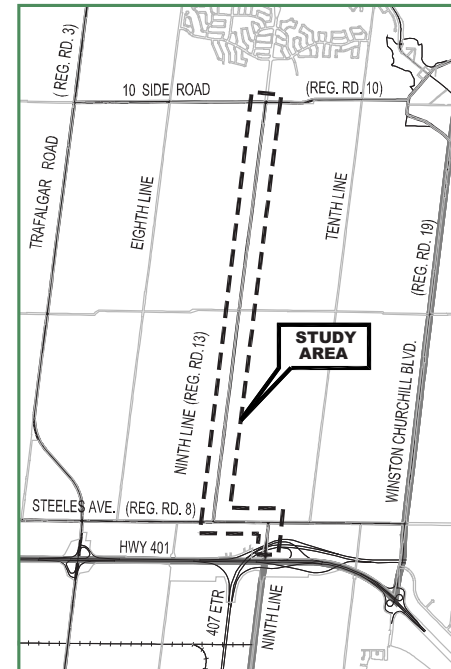 ( REG. RD. 3)
10 SIDE ROAD
(REG. RD. 10)
TRAFALGAR ROAD
EIGHTH LINE
TENTH LINE
(REG. RD. 19)
STUDY
AREA
NINTH LINE (REG. RD.13)
WINSTON CHURCHILL BLVD.
STEELES AVE. (REG. RD. 8)
HWY 401
407 ETR
NINTH LINE